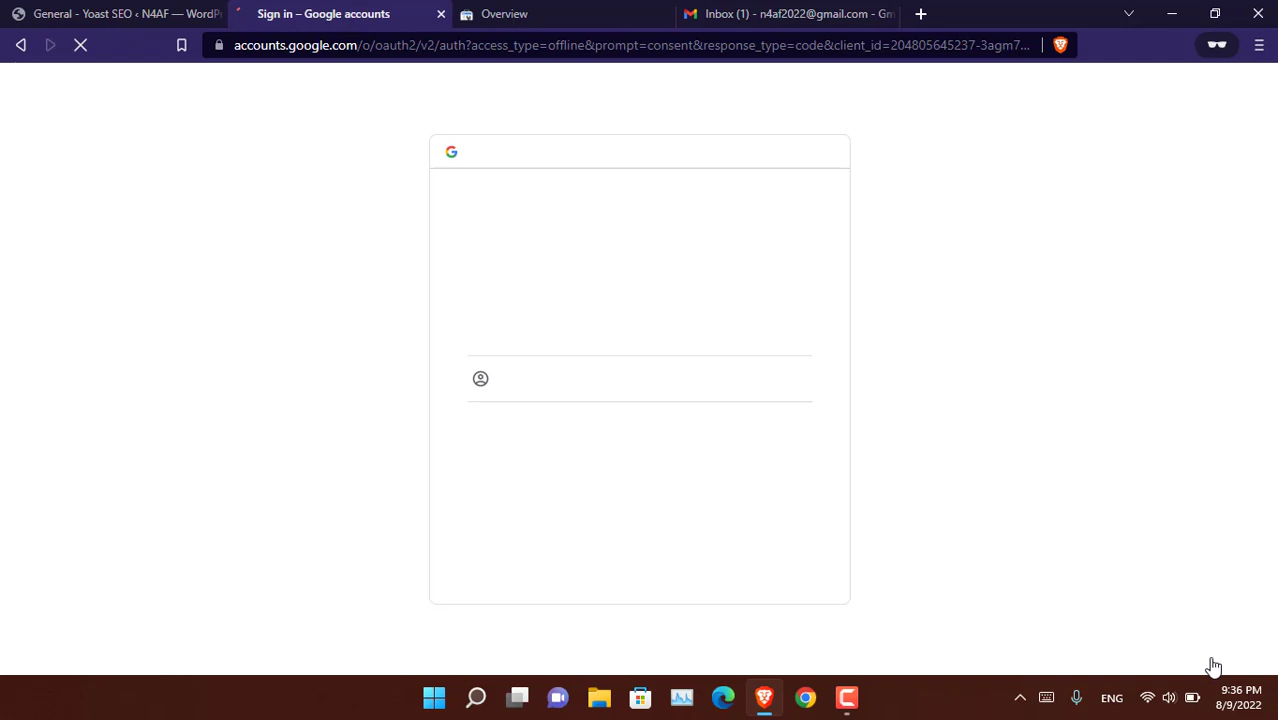 General - Yoast SEO ‹ N4AF — WordP
Sign in – Google accounts
Overview
Inbox (1) - n4af2022@gmail.com - Gm
accounts.google.com/o/oauth2/v2/auth?access_type=offline&prompt=consent&response_type=code&client_id=204805645237-3agm7...
ENG
9:36 PM
8/9/2022